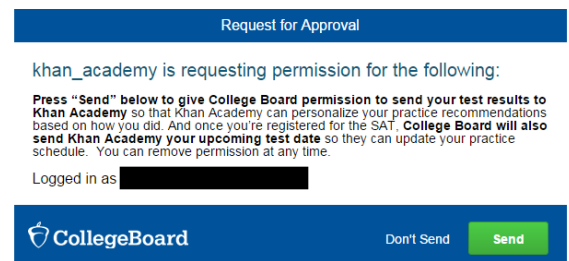 Request for Approval
khan_academy is requesting permission for the following:
Press “Send” below to give College Board permission to send your test results to
Khan Academy so that Khan Academy can personalize your practice recommendations
based on how you did. And once you’re registered for the SAT, College Board will also
send Khan Academy your upcoming test date so they can update your practice
schedule. You can remove permission at any time.
Logged in as
CollegeBoard
Don't Send
Send